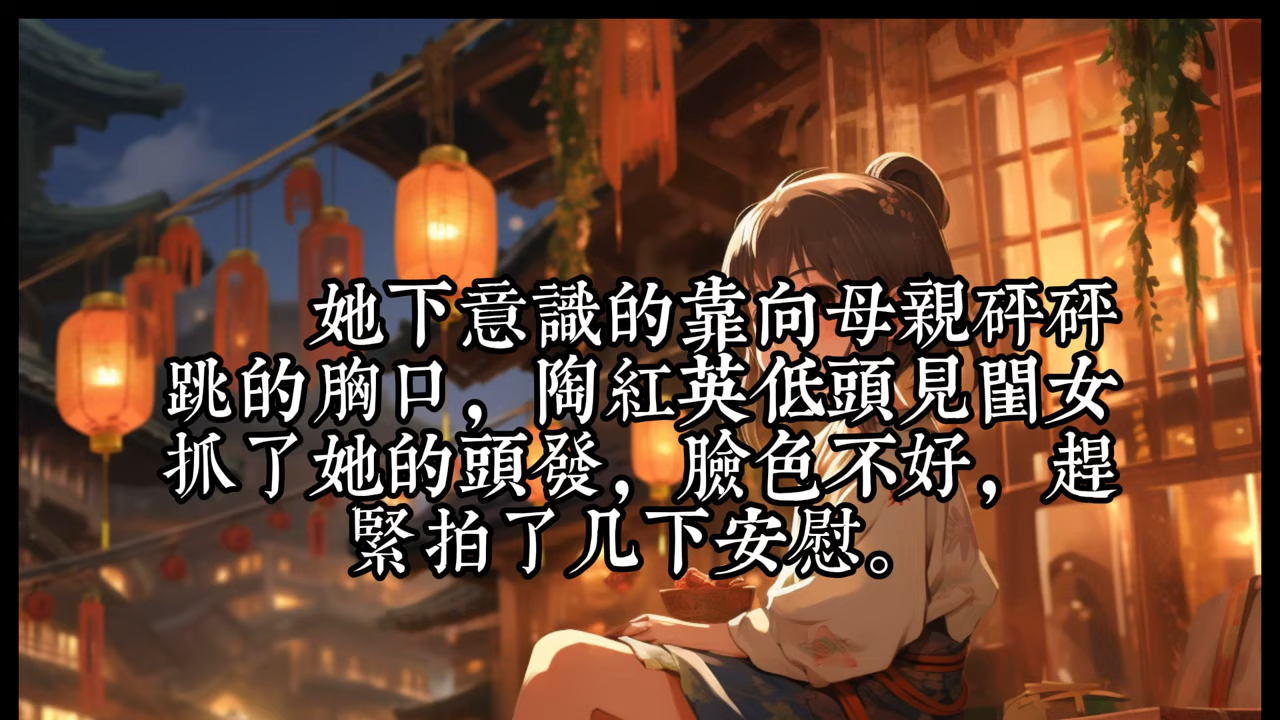 她下意識的靠向母親砰砰
跳的胸口，陶紅英低頭見閨女
抓了她的頭發，臉色不好，趕
緊拍了几下安慰。